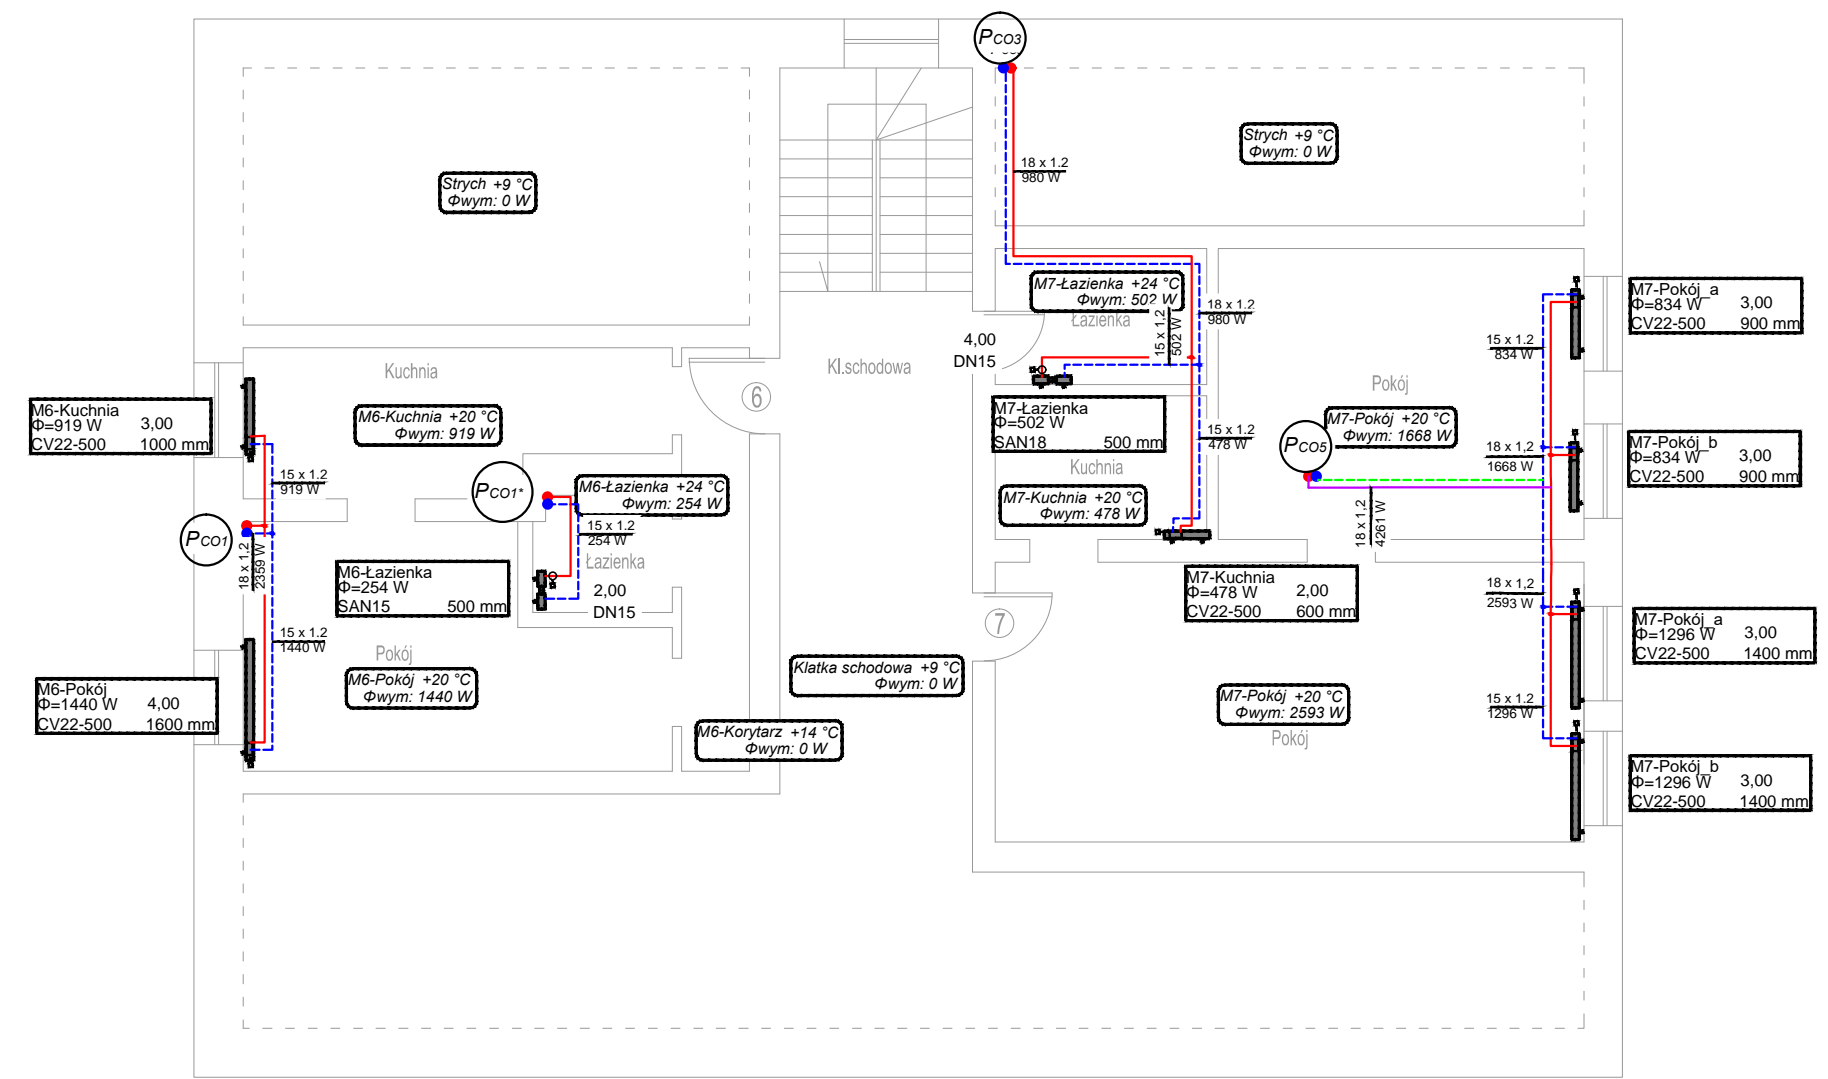 PCO3
Strych +9 °C
Φwym: 0 W
18 x 1.2
980 W
Strych +9 °C
Φwym: 0 W
M7-Łazienka +24 °C
Φwym: 502 W
Łazienka
15 x 1,2
502 W
18 x 1.2
980 W
4,00
DN15
M7-Pokój_a
Φ=834 W 3,00
CV22-500 900 mm
15 x 1.2
834 W
Kl.schodowa
Kuchnia
Pokój
6
M6-Kuchnia
Φ=919 W 3,00
CV22-500 1000 mm
M6-Kuchnia +20 °C
Φwym: 919 W
M7-Łazienka
Φ=502 W
SAN18 500 mm
15 x 1.2
478 W
M7-Pokój +20 °C
Φwym: 1668 W
PCO5
18 x 1,2
1668 W
M7-Pokój_b
Φ=834 W 3,00
CV22-500 900 mm
Kuchnia
15 x 1.2
919 W
PCO1*
M6-Łazienka +24 °C
Φwym: 254 W
M7-Kuchnia +20 °C
Φwym: 478 W
15 x 1.2
254 W
18 x 1,2
4261 W
PCO1
18 x 1,2
2359 W
Łazienka
M6-Łazienka
Φ=254 W
SAN15 500 mm
2,00
DN15
M7-Kuchnia
Φ=478 W 2,00
CV22-500 600 mm
18 x 1,2
2593 W
7
M7-Pokój_a
Φ=1296 W 3,00
CV22-500 1400 mm
15 x 1.2
1440 W
Pokój
M6-Pokój +20 °C
Φwym: 1440 W
Klatka schodowa +9 °C
Φwym: 0 W
M6-Pokój
Φ=1440 W 4,00
CV22-500 1600 mm
M7-Pokój +20 °C
Φwym: 2593 W
Pokój
15 x 1.2
1296 W
M6-Korytarz +14 °C
Φwym: 0 W
M7-Pokój_b
Φ=1296 W 3,00
CV22-500 1400 mm